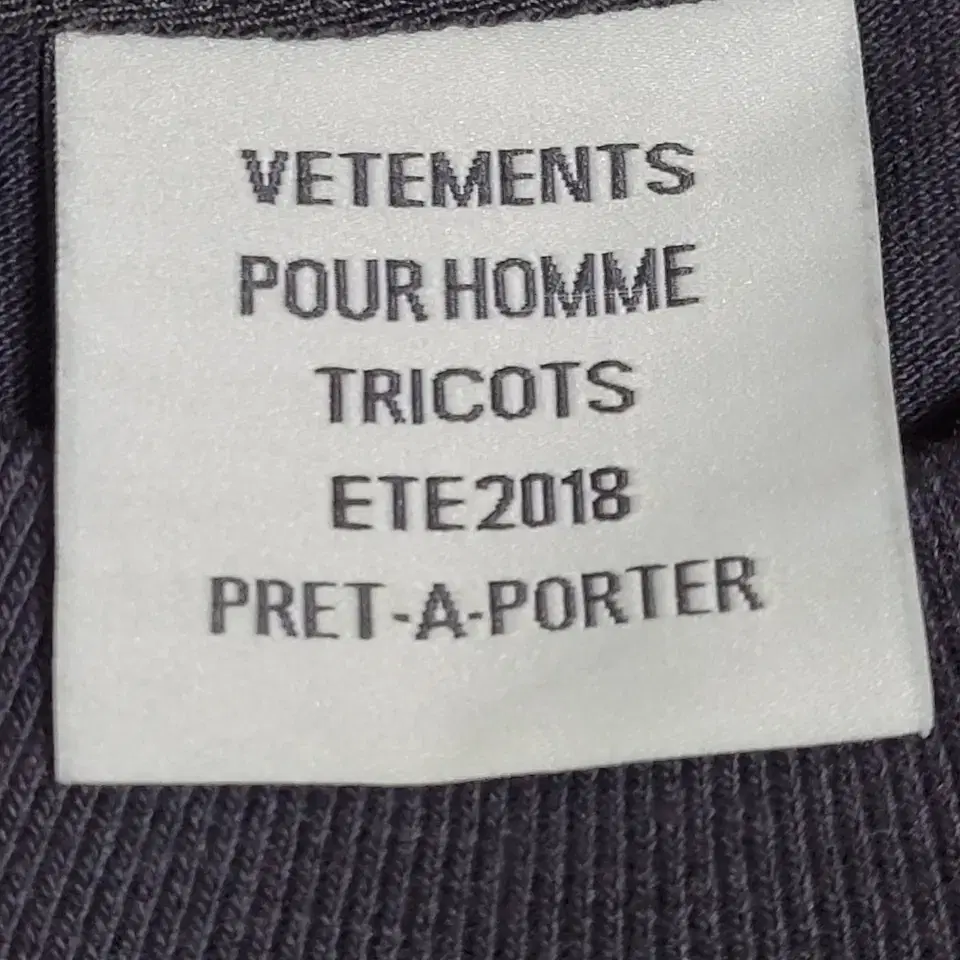 VETEMENTS
POUR HOMME
TRICOTS
ETE2018
PRET-A-PORTER